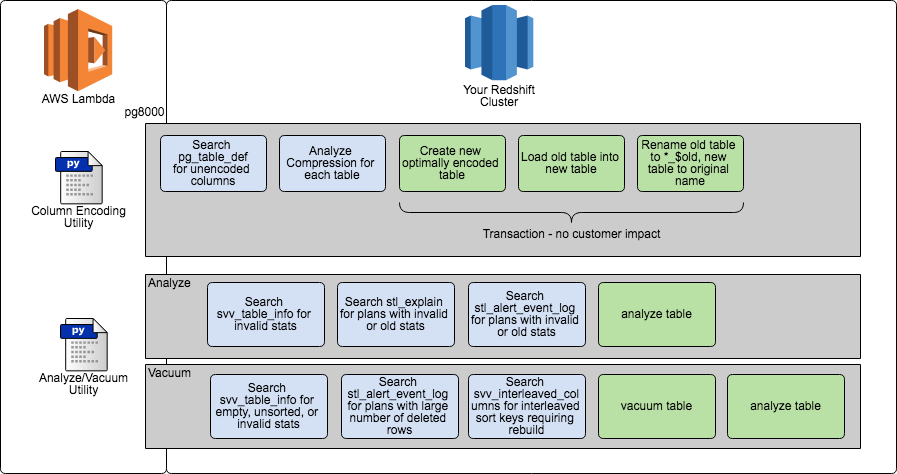 AWS Lambda
Your Redshift
Cluster
pg8000
Search
pg_table_def
for unencoded
columns
Analyze
Compression for
each table
Create new
optimally encoded
table
Load old table into
new table
Rename old table
to *_$old, new
table to original
name
py
Column Encoding
Utility
Transaction - no customer impact
Analyze
Search
svv_table_info for
invalid stats
Search stl_explain
for plans with invalid
or old stats
Search
stl_alert_event_log
for plans with invalid
or old stats
analyze table
py
Analyze/Vacuum
Utility
Vacuum
Search
svv_table_info for
empty, unsorted, or
invalid stats
Search
stl_alert_event_log
for plans with large
number of deleted
rows
Search
svv_interleaved_col
umns for interleaved
sort keys requiring
rebuild
vacuum table
analyze table